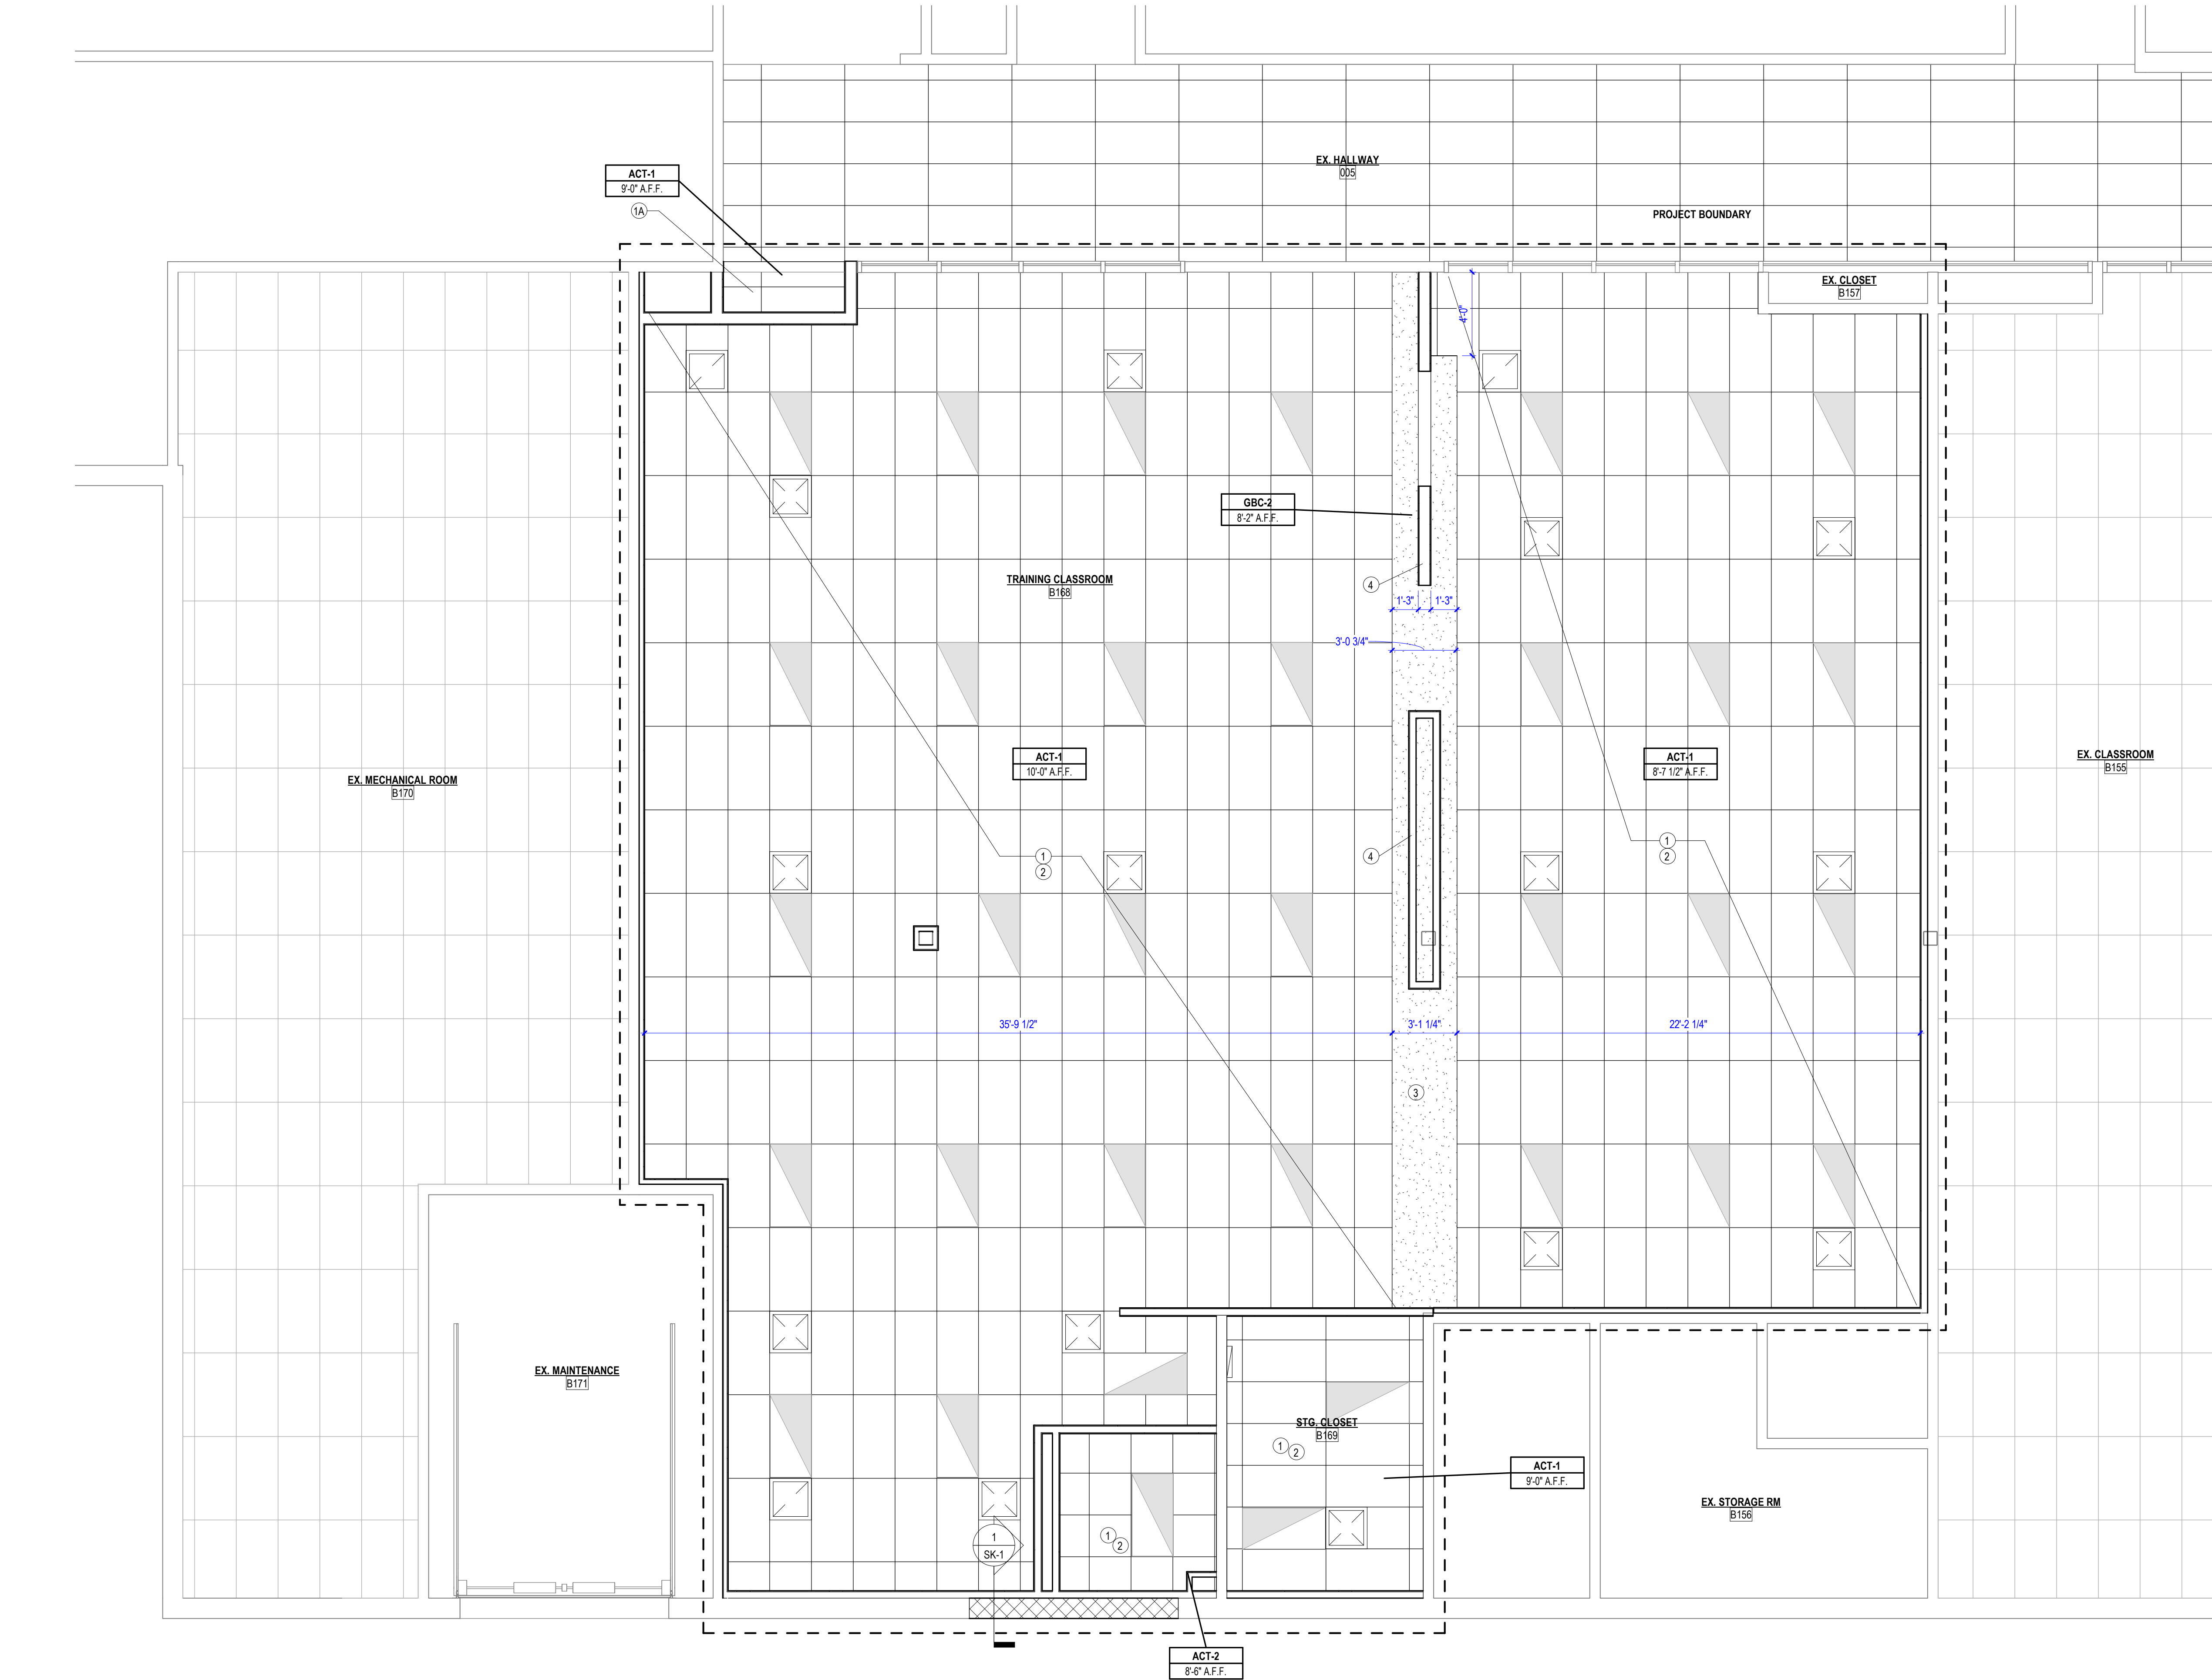 EX. HALLWAY
005
ACT-1
9'-0" A.F.F.
1A
PROJECT BOUNDARY
EX. CLOSET
B157
4'-0"
GBC-2
8'-2" A.F.F.
TRAINING CLASSROOM
B168
4
1'-3"
1'-3"
3'-0 3/4"
EX. MECHANICAL ROOM
B170
ACT-1
10'-0" A.F.F.
ACT-1
8'-7 1/2" A.F.F.
EX. CLASSROOM
B155
1
2
4
1
2
35'-9 1/2"
3'-1 1/4"
22'-2 1/4"
3
EX. MAINTENANCE
B171
STG. CLOSET
B169
1
2
ACT-1
9'-0" A.F.F.
EX. STORAGE RM
B156
1
SK-1
1
2
ACT-2
8'-6" A.F.F.